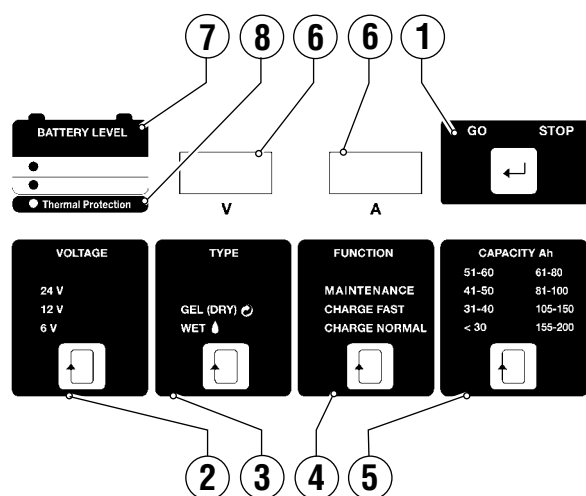 7 8 6 6 1
BATTERY LEVEL
Thermal Protection
V
A
GO STOP
VOLTAGE
24 V
12 V
6 V
TYPE
GEL (DRY)
WET
FUNCTION
MAINTENANCE
CHARGE FAST
CHARGE NORMAL
CAPACITY Ah
51-60 61-80
41-50 81-100
31-40 105-150
< 30 155-200
2 3 4 5